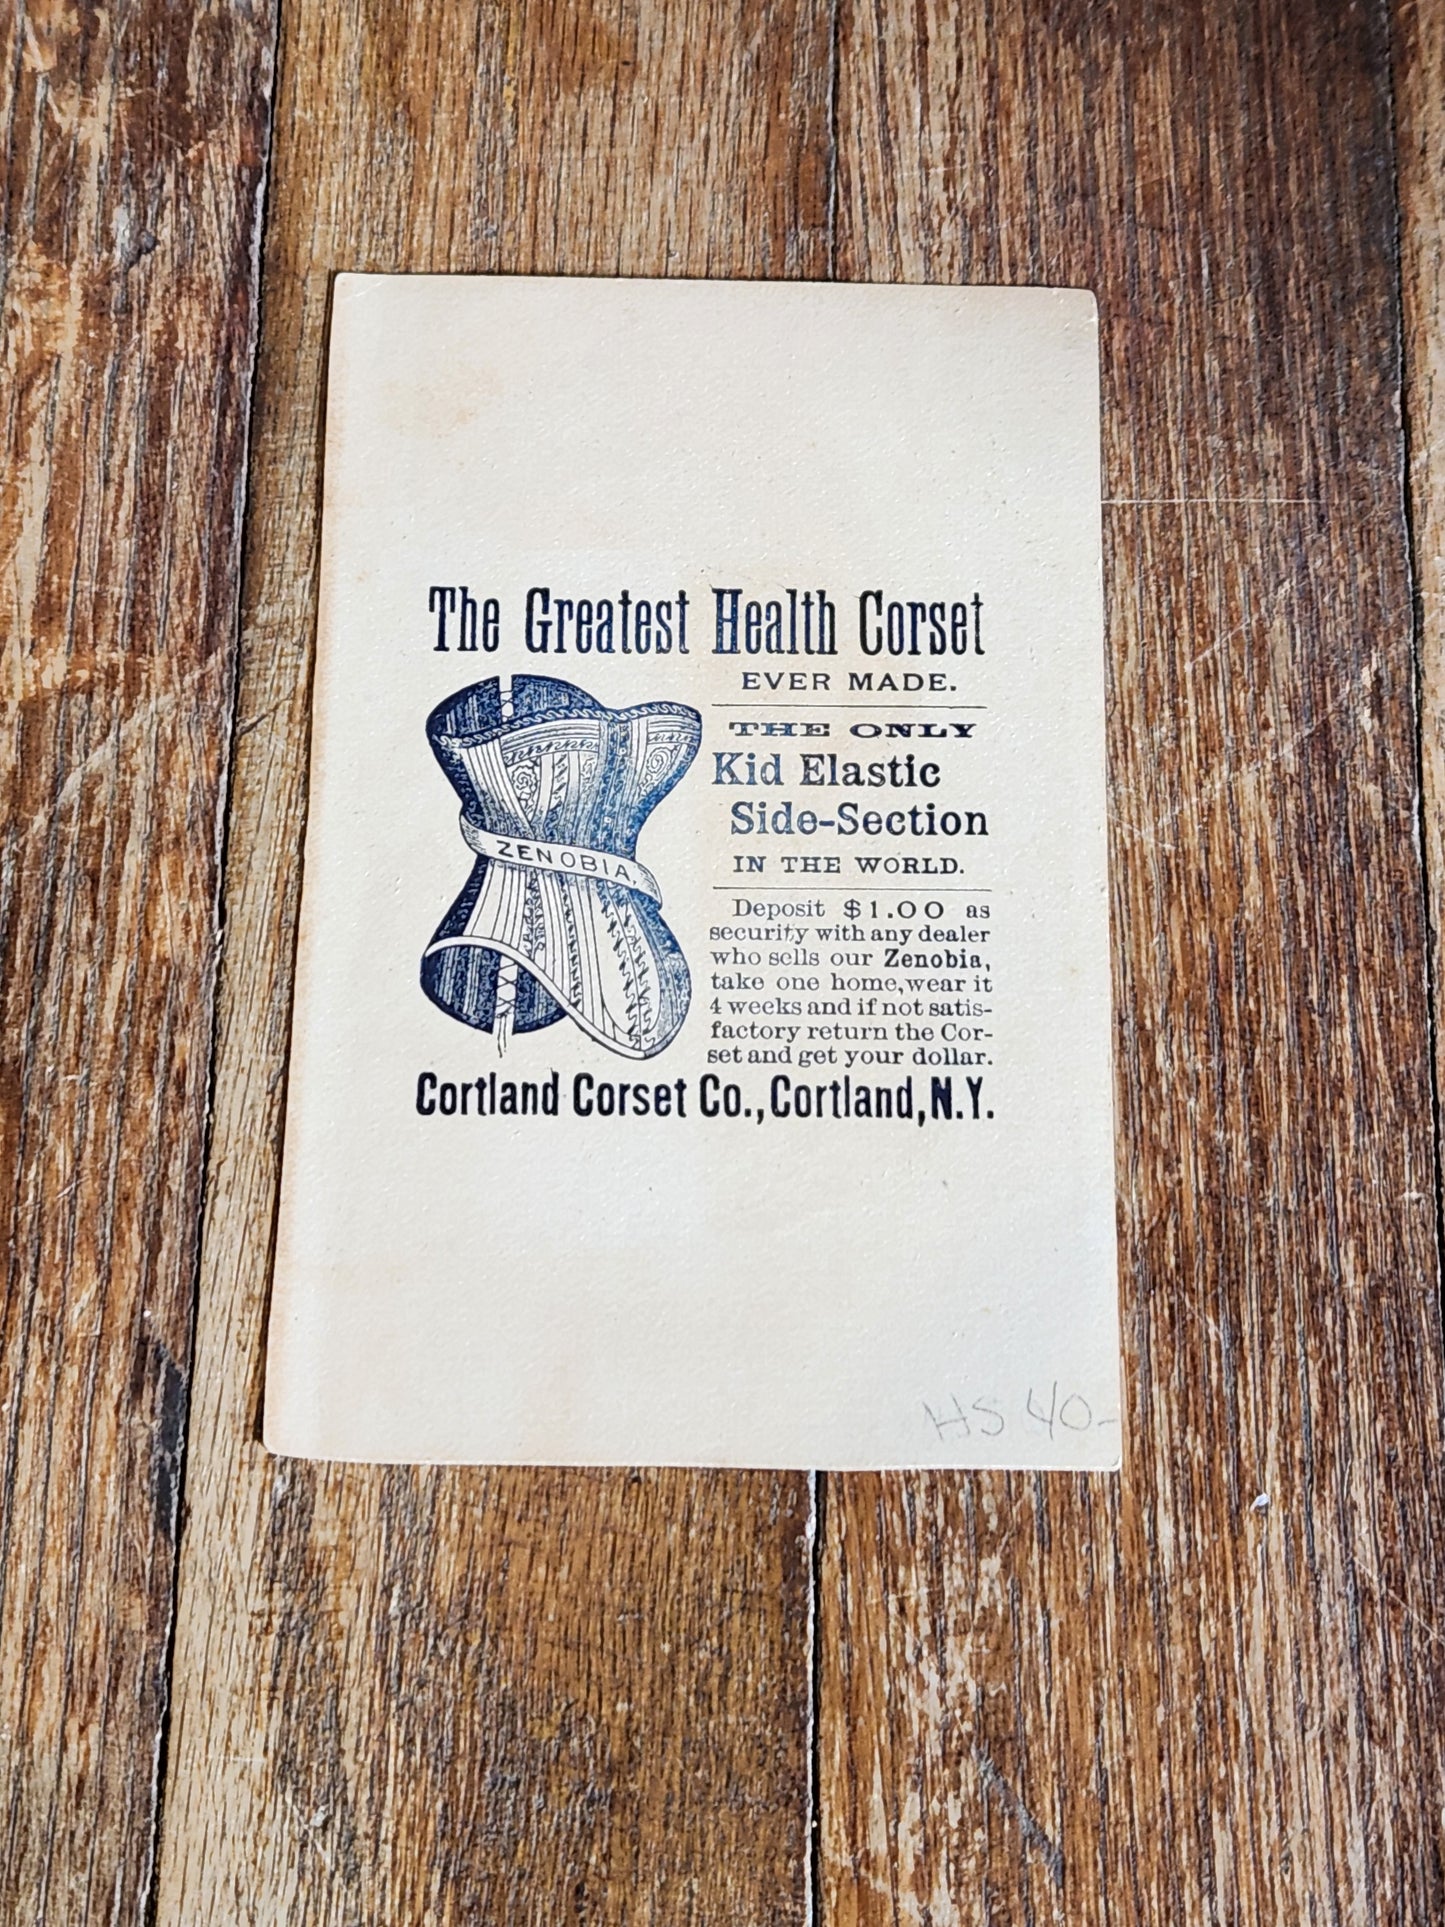 The Greatest Health Corset
EVER MADE.
THE ONLY
Kid Elastic
Side-Section
IN THE WORLD.
ZENOBIA.
Deposit $1.00 as
security with any dealer
who sells our Zenobia,
take one home, wear it
4 weeks and if not satis-
factory return the Cor-
set and get your dollar.
Cortland Corset Co., Cortland, N.Y.
HS 40-